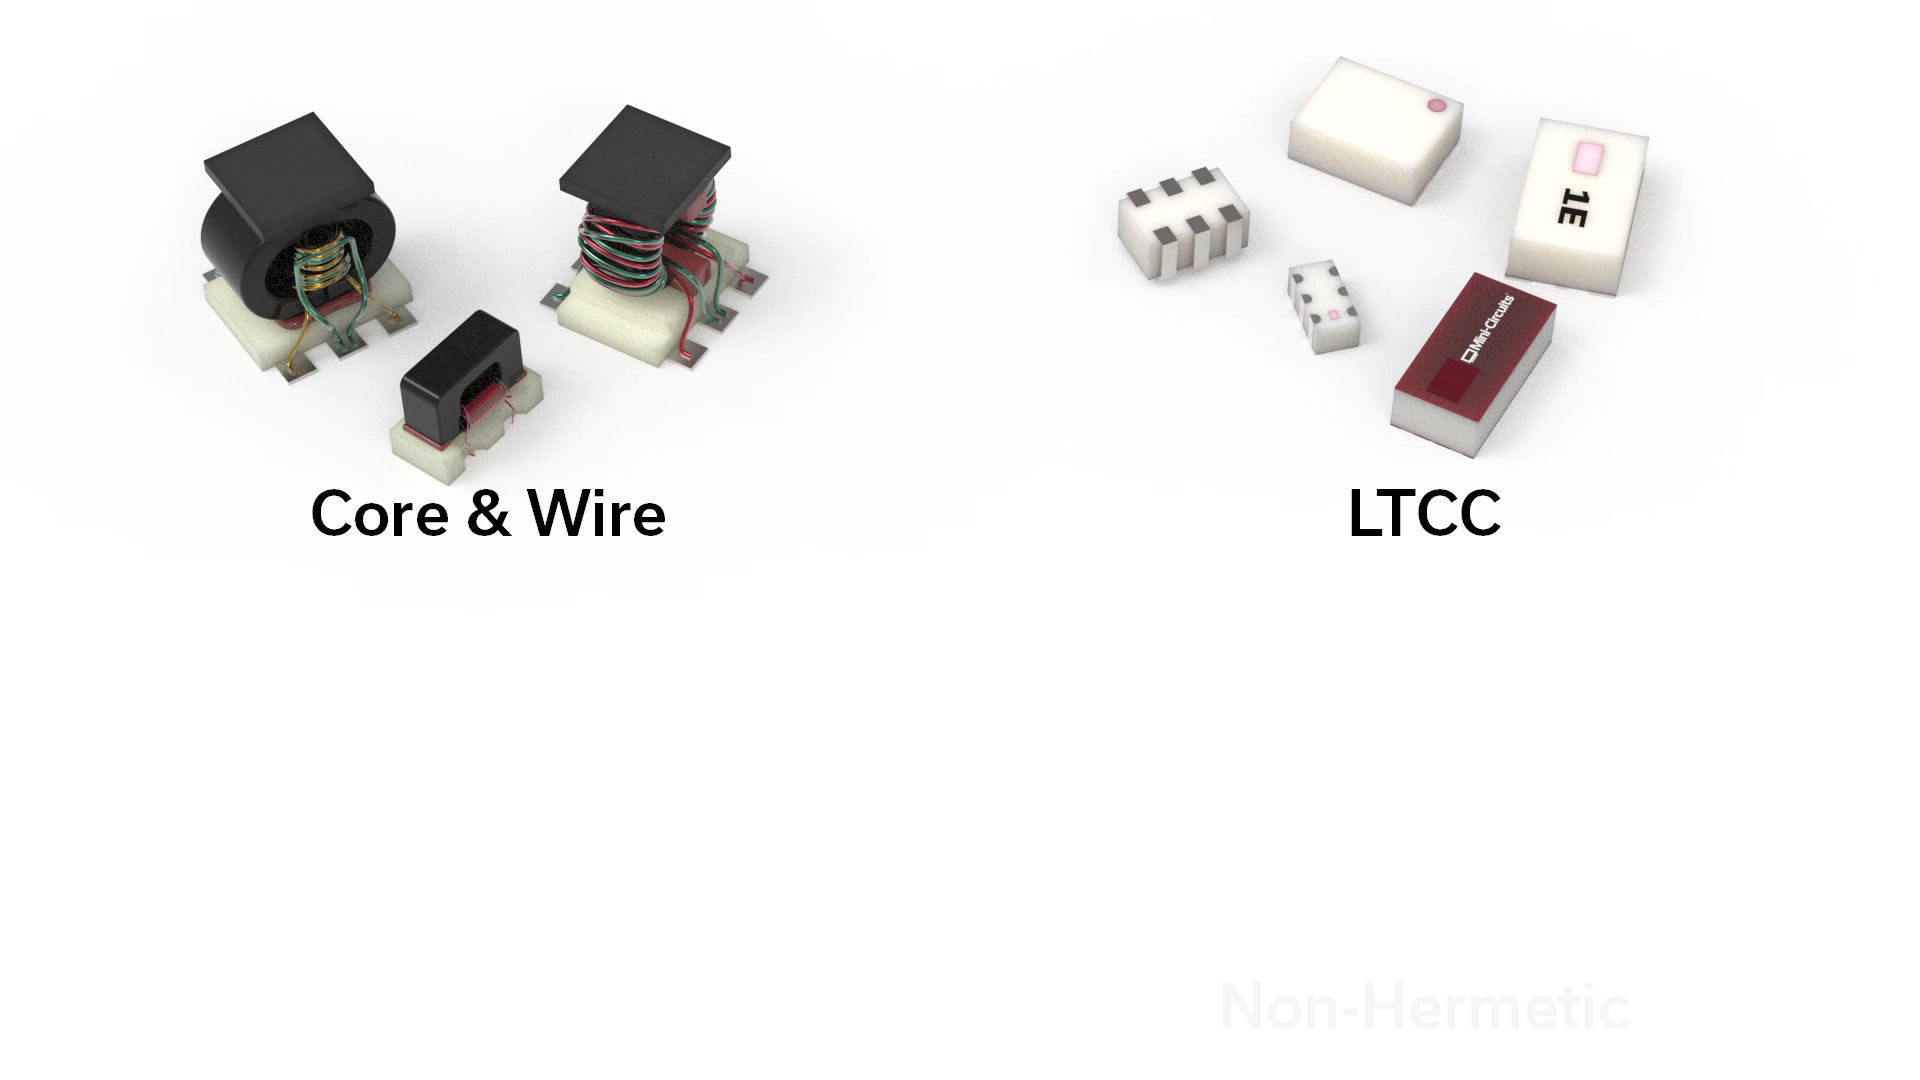 1E
Mini-Circuits
Core & Wire
LTCC
Non-Hermetic